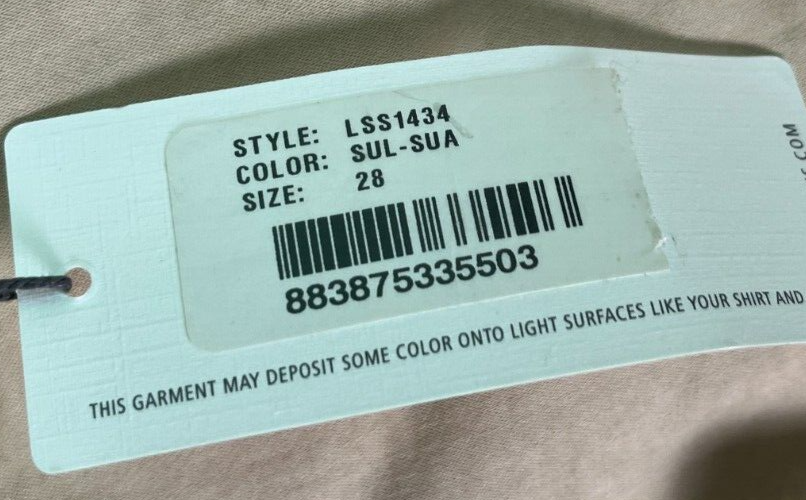 STYLE: LSS1434
COLOR: SUL-SUA
SIZE: 28
883875335503
THIS GARMENT MAY DEPOSIT SOME COLOR ONTO LIGHT SURFACES LIKE YOUR SHIRT AND
.COM